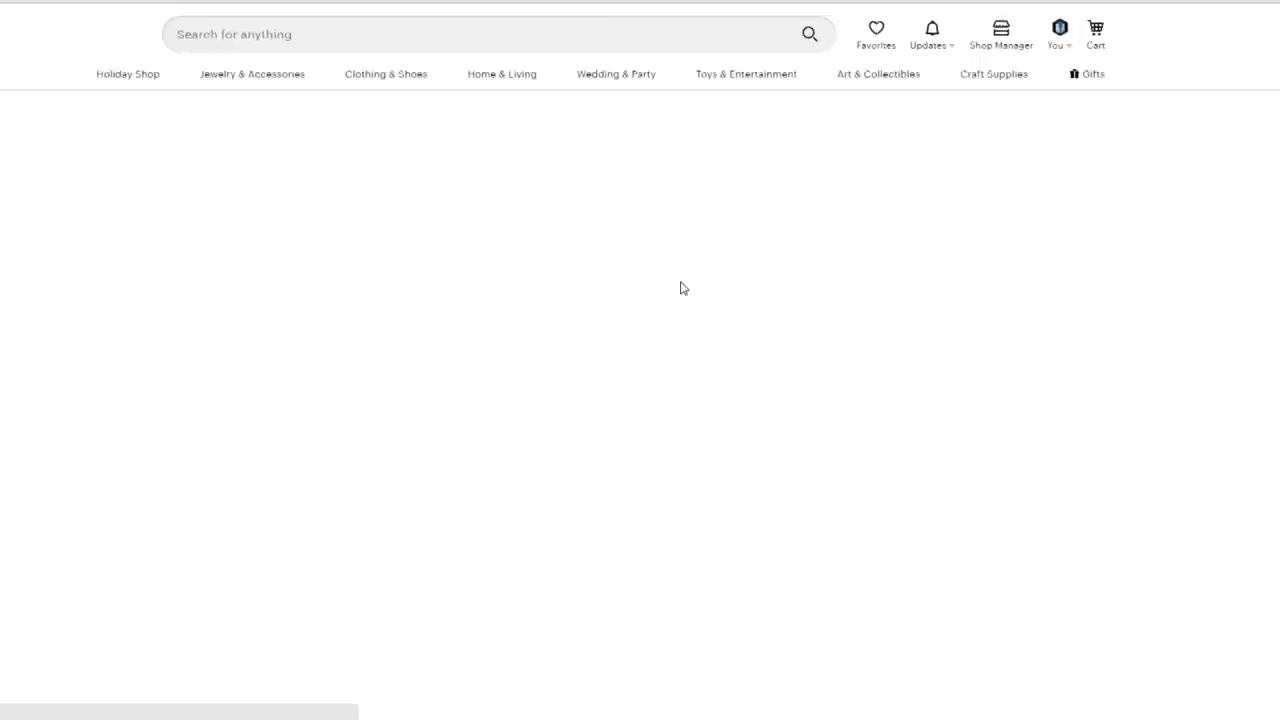 Search for anything
Favorites
Updates
Shop Manager
You
Cart
Holiday Shop
Jewelry & Accessories
Clothing & Shoes
Home & Living
Wedding & Party
Toys & Entertainment
Art & Collectibles
Craft Supplies
Gifts